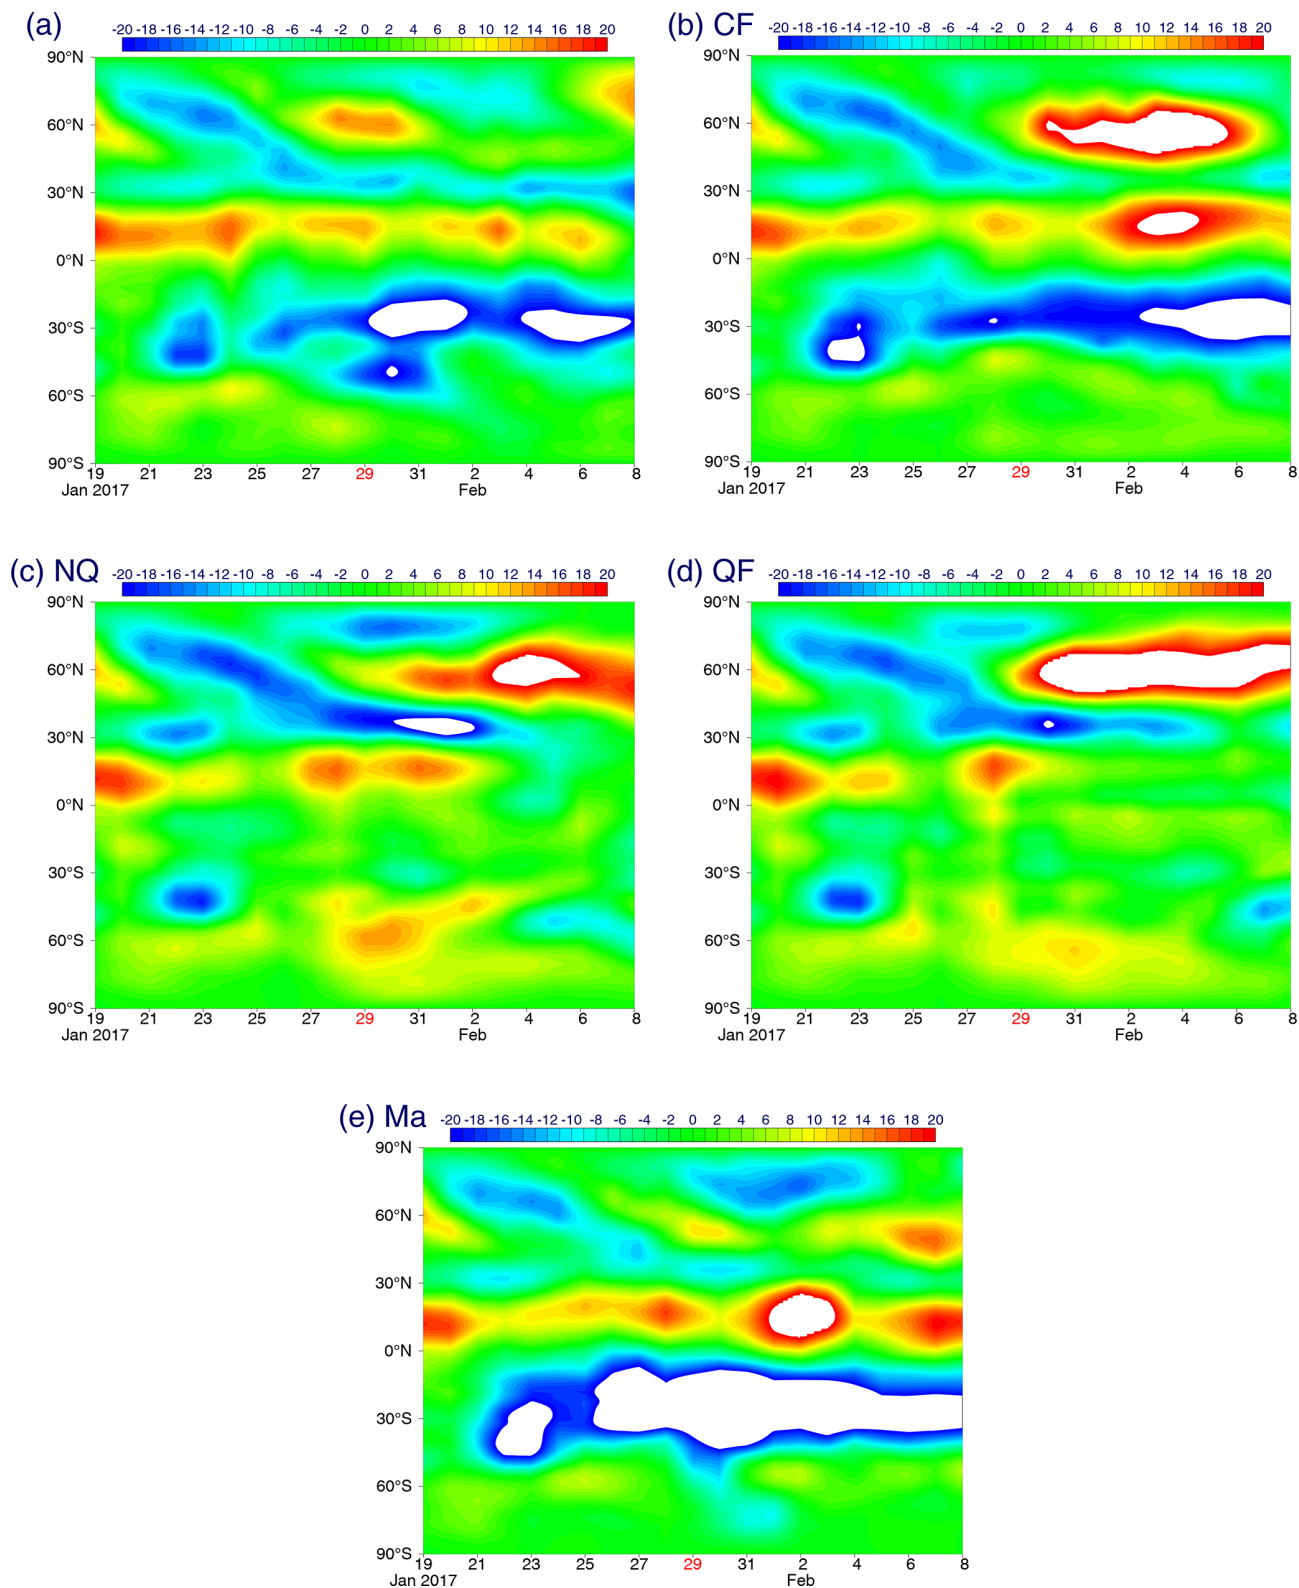 (a)
-20 -18 -16 -14 -12 -10 -8 -6 -4 -2 0 2 4 6 8 10 12 14 16 18 20
90°N
60°N
30°N
0°N
30°S
60°S
90°S
19 21 23 25 27 29 31 2 4 6 8
Jan 2017 Feb
(b) CF
-20 -18 -16 -14 -12 -10 -8 -6 -4 -2 0 2 4 6 8 10 12 14 16 18 20
90°N
60°N
30°N
0°N
30°S
60°S
90°S
19 21 23 25 27 29 31 2 4 6 8
Jan 2017 Feb
(c) NQ
-20 -18 -16 -14 -12 -10 -8 -6 -4 -2 0 2 4 6 8 10 12 14 16 18 20
90°N
60°N
30°N
0°N
30°S
60°S
90°S
19 21 23 25 27 29 31 2 4 6 8
Jan 2017 Feb
(d) QF
-20 -18 -16 -14 -12 -10 -8 -6 -4 -2 0 2 4 6 8 10 12 14 16 18 20
90°N
60°N
30°N
0°N
30°S
60°S
90°S
19 21 23 25 27 29 31 2 4 6 8
Jan 2017 Feb
(e) Ma
-20 -18 -16 -14 -12 -10 -8 -6 -4 -2 0 2 4 6 8 10 12 14 16 18 20
90°N
60°N
30°N
0°N
30°S
60°S
90°S
19 21 23 25 27 29 31 2 4 6 8
Jan 2017 Feb